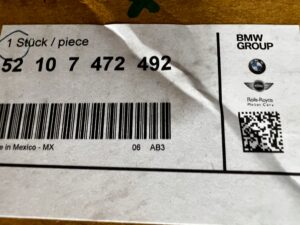 1 Stück / piece
52 10 7 472 492
e in Mexico - MX
06 AB3
BMW
GROUP
Rolls-Royce
Motor Cars